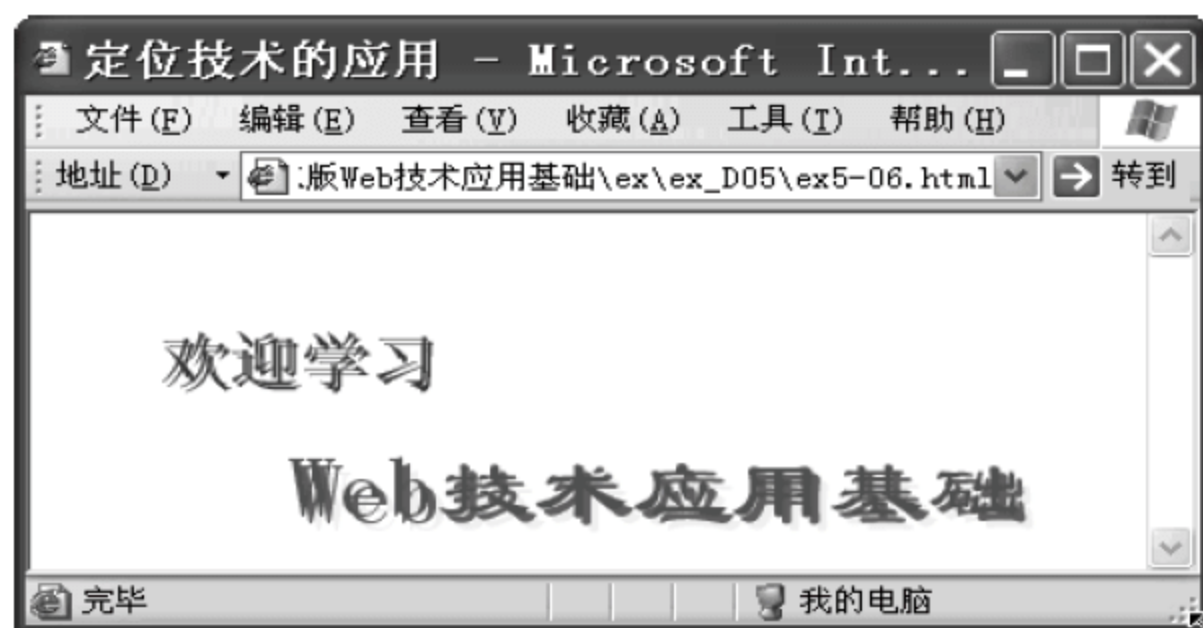 定位技术的应用 - Microsoft Int...
文件(F) 编辑(E) 查看(V) 收藏(A) 工具(T) 帮助(H)
地址(D) 版Web技术应用基础\ex\ex_D05\ex5-06.html 转到
欢迎学习
Web技术应用基础
完毕 我的电脑